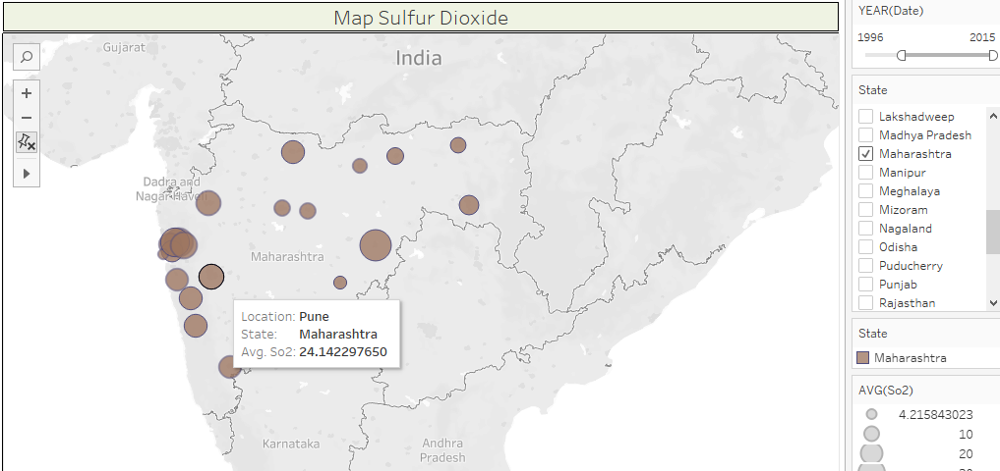 Map Sulfur Dioxide
Gujarat
India
Dadra and
Nagar Haveli
Maharashtra
Location: Pune
State: Maharashtra
Avg. So2: 24.142297650
Karnataka
Andhra
Pradesh
YEAR(Date)
1996 2015
State
Lakshadweep
Madhya Pradesh
Maharashtra
Manipur
Meghalaya
Mizoram
Nagaland
Odisha
Puducherry
Punjab
Rajasthan
State
Maharashtra
AVG(So2)
4.215843023
10
20